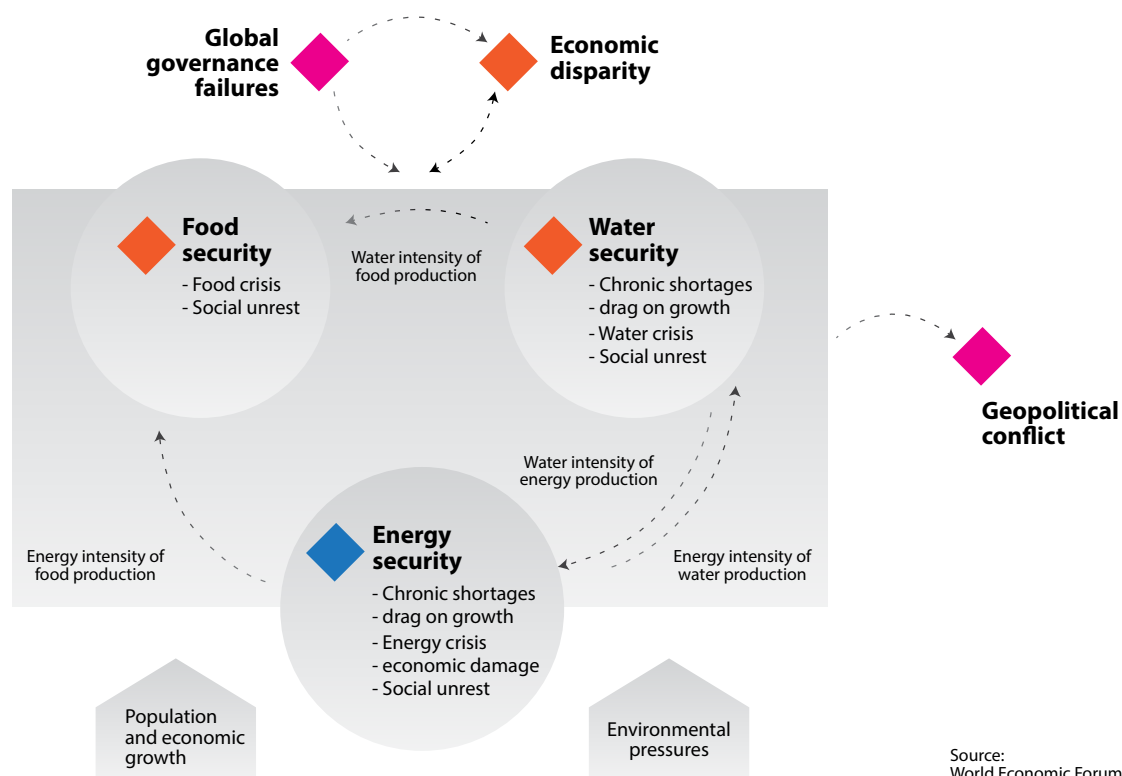 Global
governance
failures
Economic
disparity
Food
security
- Food crisis
- Social unrest
Water intensity of
food production
Water
security
- Chronic shortages
- drag on growth
- Water crisis
- Social unrest
Geopolitical
conflict
Water intensity of
energy production
Energy intensity of
food production
Energy
security
- Chronic shortages
- drag on growth
- Energy crisis
- economic damage
- Social unrest
Energy intensity of
water production
Population
and economic
growth
Environmental
pressures
Source:
World Economic Forum